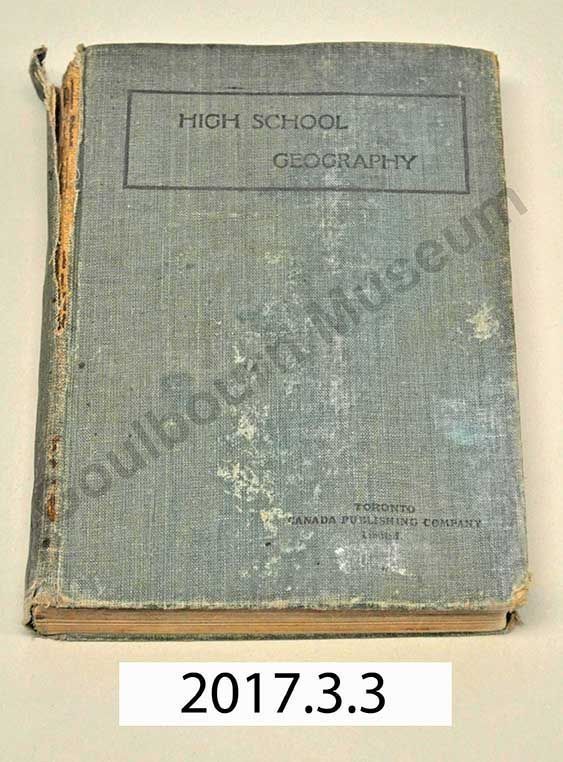 HIGH SCHOOL
GEOGRAPHY
Goulbourn Museum
TORONTO
CANADA PUBLISHING COMPANY
2017.3.3